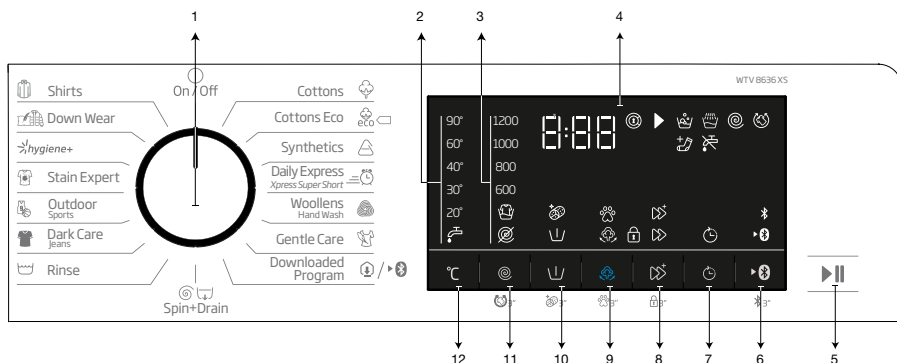 1
2
3
4
WTV 8636 XS
On / Off
Shirts
Down Wear
hygiene+
Stain Expert
Outdoor
Sports
Dark Care
Jeans
Rinse
Spin+Drain
Cottons
Cottons Eco
eco
Synthetics
Daily Express
Xpress Super Short
Woollens
Hand Wash
Gentle Care
Downloaded
Program
/
90°
60°
40°
30°
20°
1200
1000
800
600
8:88
°C
3"
3"
3"
3"
3"
12
11
10
9
8
7
6
5